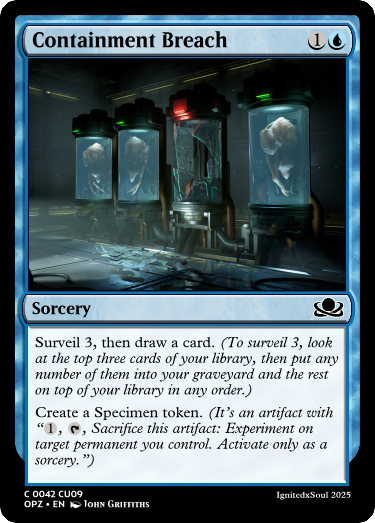 Containment Breach 1
Sorcery
Surveil 3, then draw a card. (To surveil 3, look
at the top three cards of your library, then put any
number of them into your graveyard and the rest
on top of your library in any order.)
Create a Specimen token. (It's an artifact with
“1, , Sacrifice this artifact: Experiment on
target permanent you control. Activate only as a
sorcery.”)
C 0042 CU09
OPZ • EN John Griffiths
IgnitedxSoul 2025